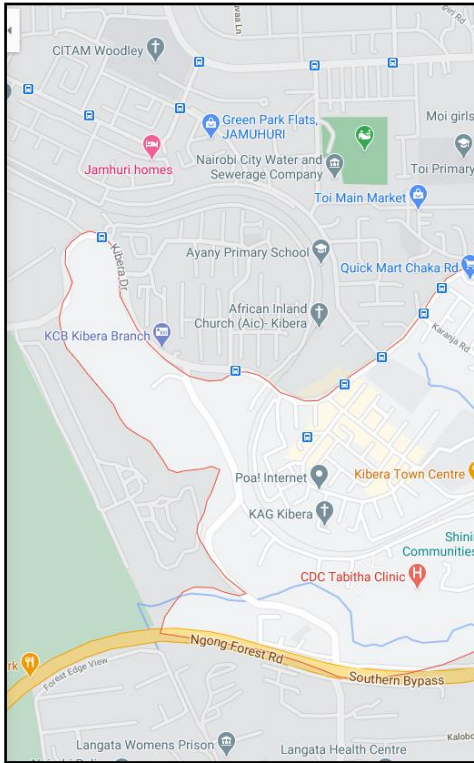 CITAM Woodley
Green Park Flats,
JAMUHURI
Moi girls
Jamhuri homes
Nairobi City Water and
Sewerage Company
Toi Primary
Toi Main Market
Kibera Dr
Ayany Primary School
Quick Mart Chaka Rd
African Inland
Church (Aic)- Kibera
KCB Kibera Branch
Karanja Rd
Poa! Internet
Kibera Town Centre
KAG Kibera
Shinin
Communities
CDC Tabitha Clinic
Ngong Forest Rd
rk
Forest Edge View
Southern Bypass
Langata Womens Prison
Kalobo
Langata Health Centre